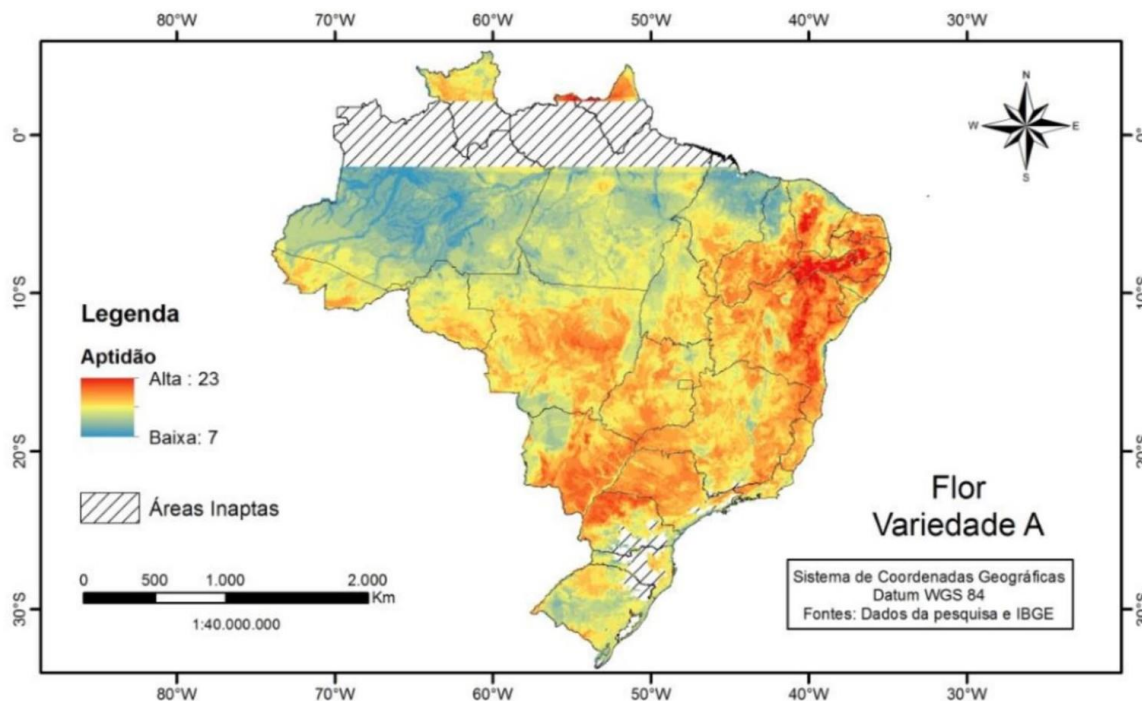 80°W 70°W 60°W 50°W 40°W 30°W
N
W E
S
0° 0°
10°S 10°S
20°S 20°S
30°S 30°S
Legenda
Aptidão
Alta : 23
Baixa: 7
Áreas Inaptas
0 500 1.000 2.000
Km
1:40.000.000
Flor
Variedade A
Sistema de Coordenadas Geográficas
Datum WGS 84
Fontes: Dados da pesquisa e IBGE
80°W 70°W 60°W 50°W 40°W 30°W